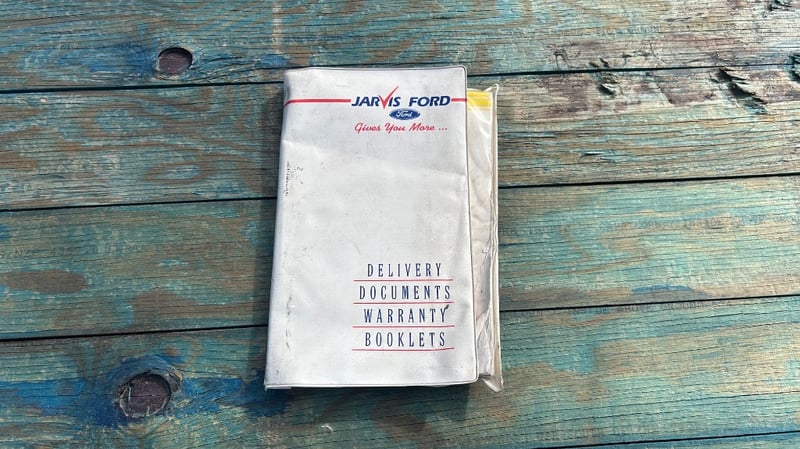 JARVIS FORD
Ford
Gives You More ...
DELIVERY
DOCUMENTS
WARRANTY
BOOKLETS